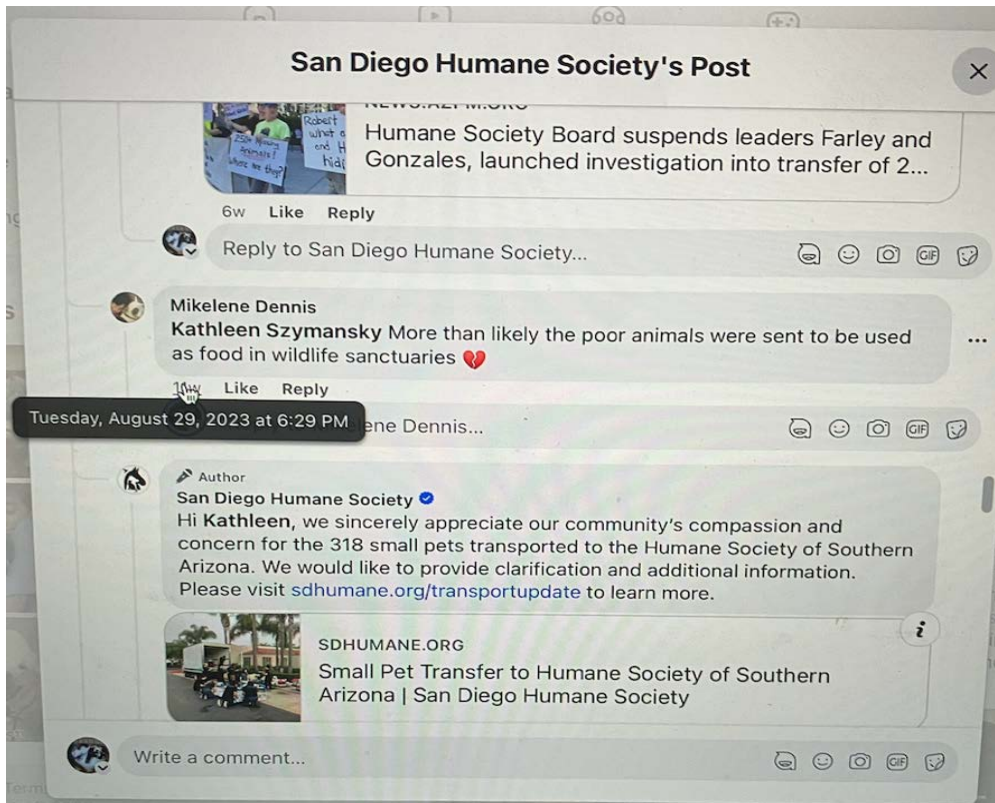 San Diego Humane Society's Post
Humane Society Board suspends leaders Farley and
Gonzales, launched investigation into transfer of 2...
6w Like Reply
Reply to San Diego Humane Society...
GIF
Mikelene Dennis
Kathleen Szymansky More than likely the poor animals were sent to be used
as food in wildlife sanctuaries 💔
Like Reply
Tuesday, August 29, 2023 at 6:29 PM
ene Dennis...
GIF
Author
San Diego Humane Society
Hi Kathleen, we sincerely appreciate our community's compassion and
concern for the 318 small pets transported to the Humane Society of Southern
Arizona. We would like to provide clarification and additional information.
Please visit sdhumane.org/transportupdate to learn more.
SDHUMANE.ORG
Small Pet Transfer to Humane Society of Southern
Arizona | San Diego Humane Society
Write a comment...
GIF